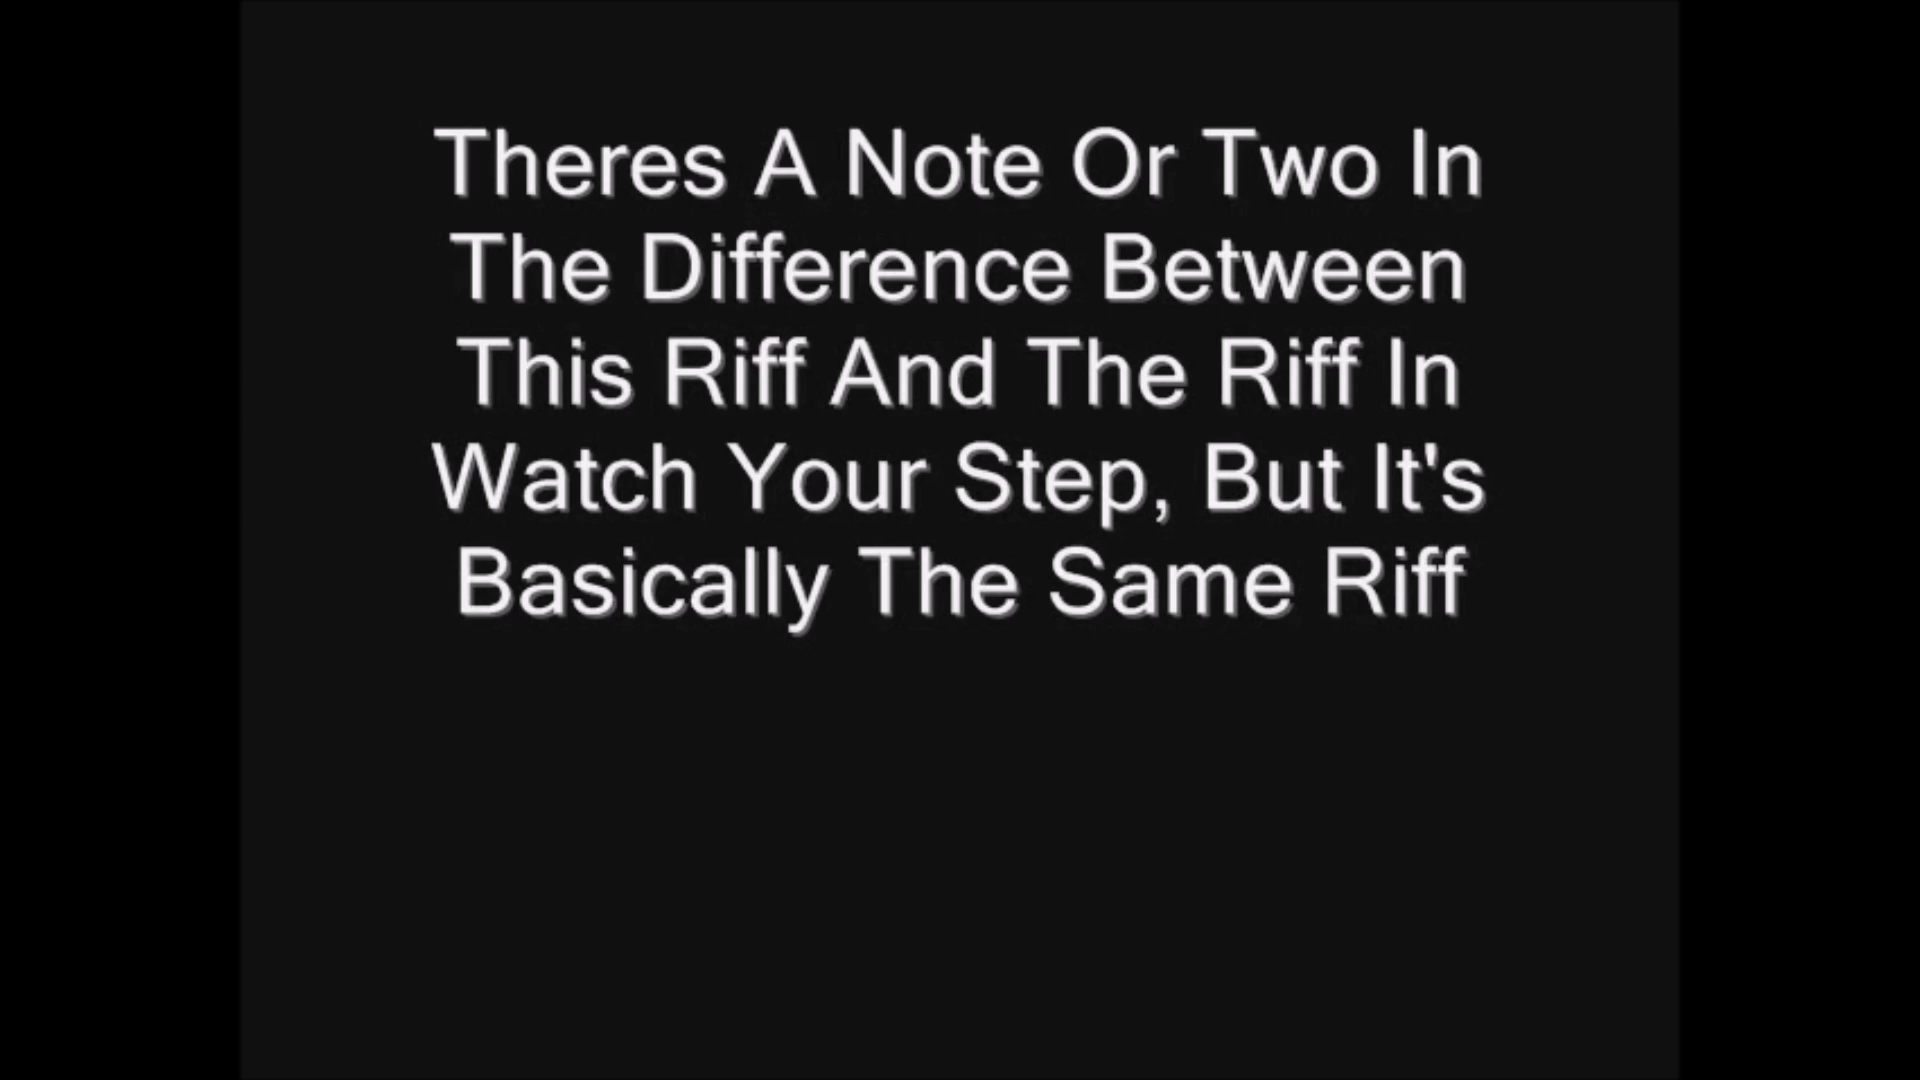 Theres A Note Or Two In
The Difference Between
This Riff And The Riff In
Watch Your Step, But It's
Basically The Same Riff